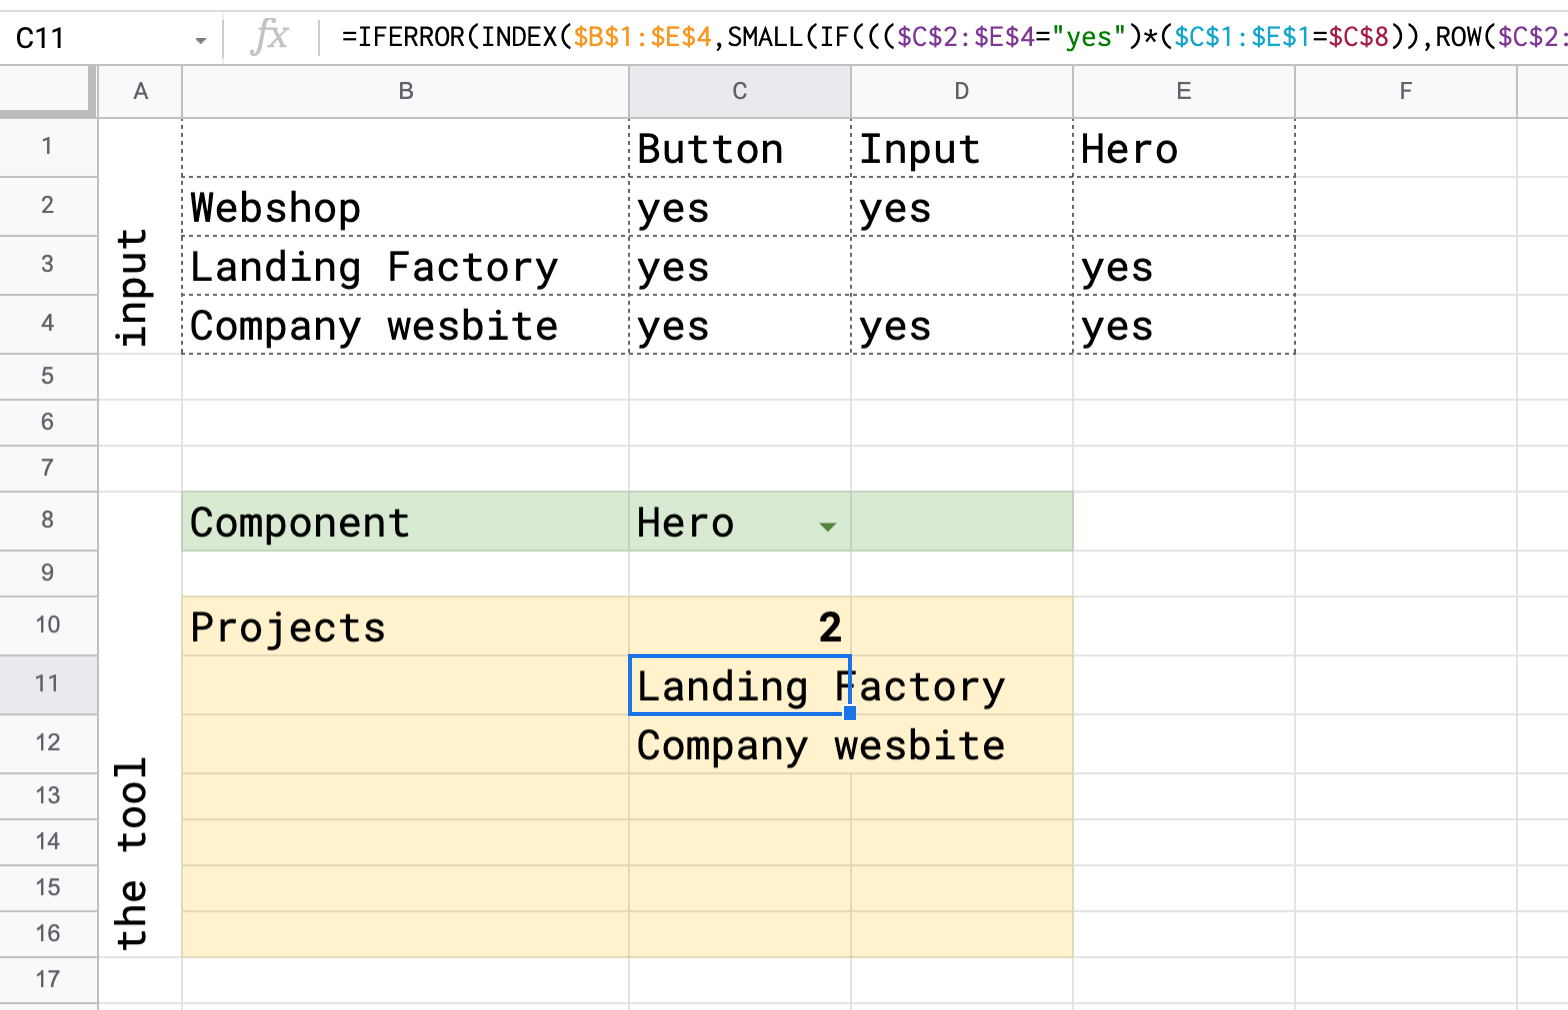 C11 fx =IFERROR(INDEX($B$1:$E$4,SMALL(IF((($C$2:$E$4="yes")*($C$1:$E$1=$C$8)),ROW($C$2:
A B C D E F
1 Button Input Hero
2 Webshop yes yes
3 Landing Factory yes yes
4 Company wesbite yes yes yes
input
5
6
7
8 Component Hero
9
10 Projects 2
11 Landing Factory
12 Company wesbite
13
14
15
16
the tool
17